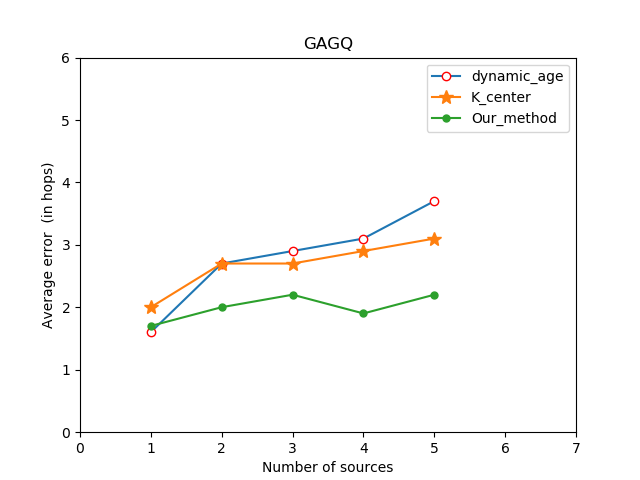 GAGQ
6
5
4
3
2
1
0
Average error  (in hops)
dynamic_age
K_center
Our_method
0 1 2 3 4 5 6 7
Number of sources